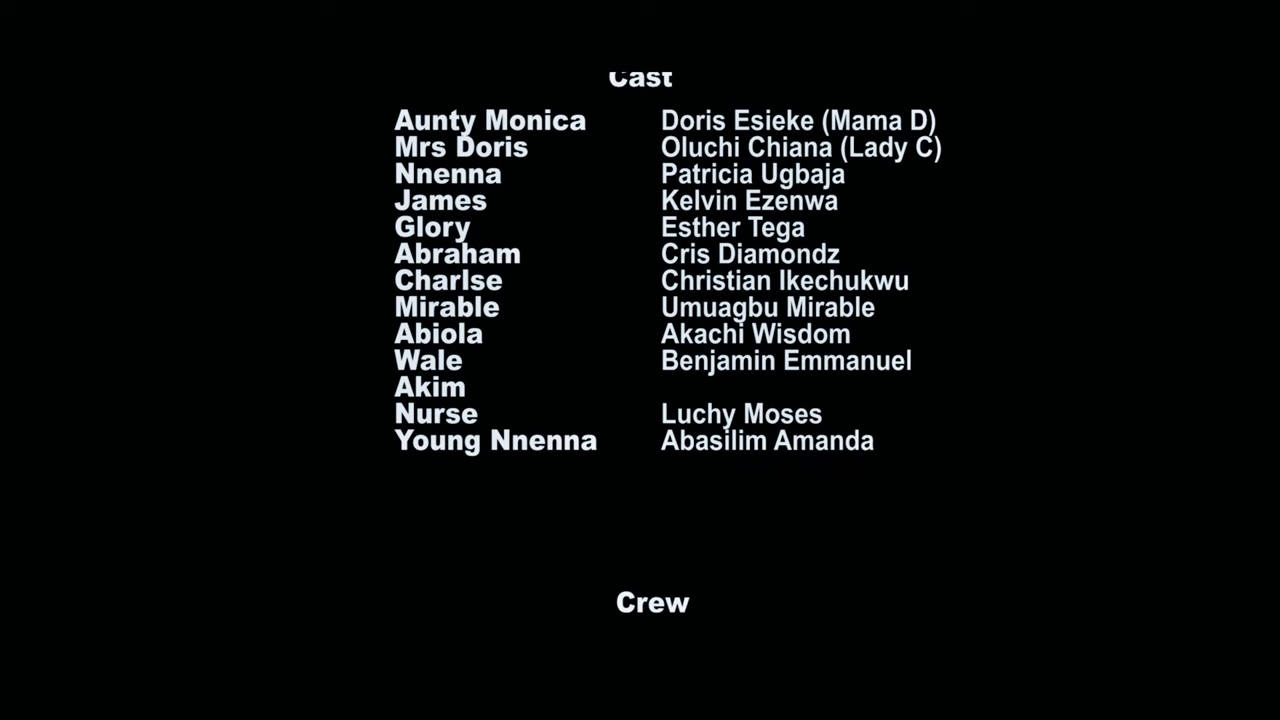 Cast
Aunty Monica Doris Esieke (Mama D)
Mrs Doris Oluchi Chiana (Lady C)
Nnenna Patricia Ugbaja
James Kelvin Ezenwa
Glory Esther Tega
Abraham Cris Diamondz
Charlse Christian Ikechukwu
Mirable Umuagbu Mirable
Abiola Akachi Wisdom
Wale Benjamin Emmanuel
Akim
Nurse Luchy Moses
Young Nnenna Abasilim Amanda
Crew